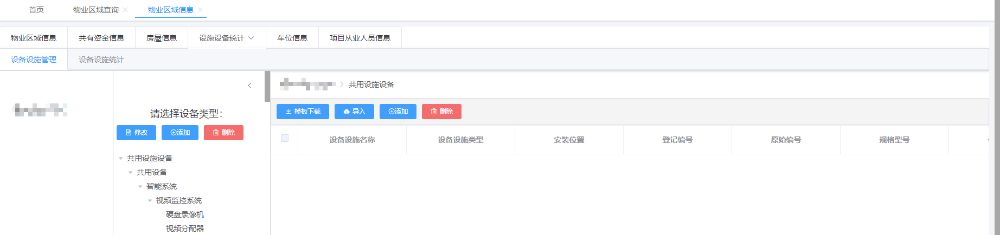 首页 物业区域查询 物业区域信息
物业区域信息 共有资金信息 房屋信息 设施设备统计 车位信息 项目从业人员信息
设备设施管理 设备设施统计
共用设施设备
请选择设备类型：
修改 添加 删除
共用设施设备
共用设备
智能系统
视频监控系统
硬盘录像机
视频分配器
模板下载 导入 添加 删除
设备设施名称 设备设施类型 安装位置 登记编号 原始编号 规格型号